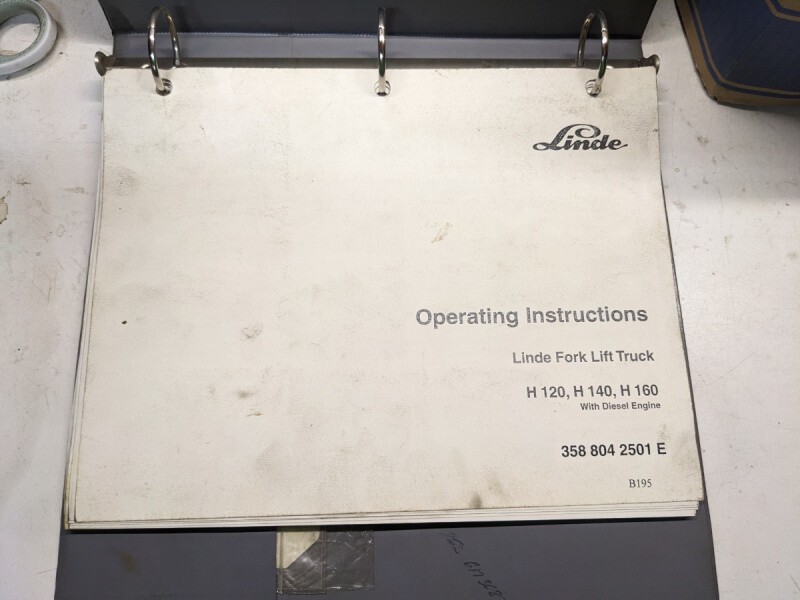 Linde
Operating Instructions
Linde Fork Lift Truck
H 120, H 140, H 160
With Diesel Engine
358 804 2501 E
B195